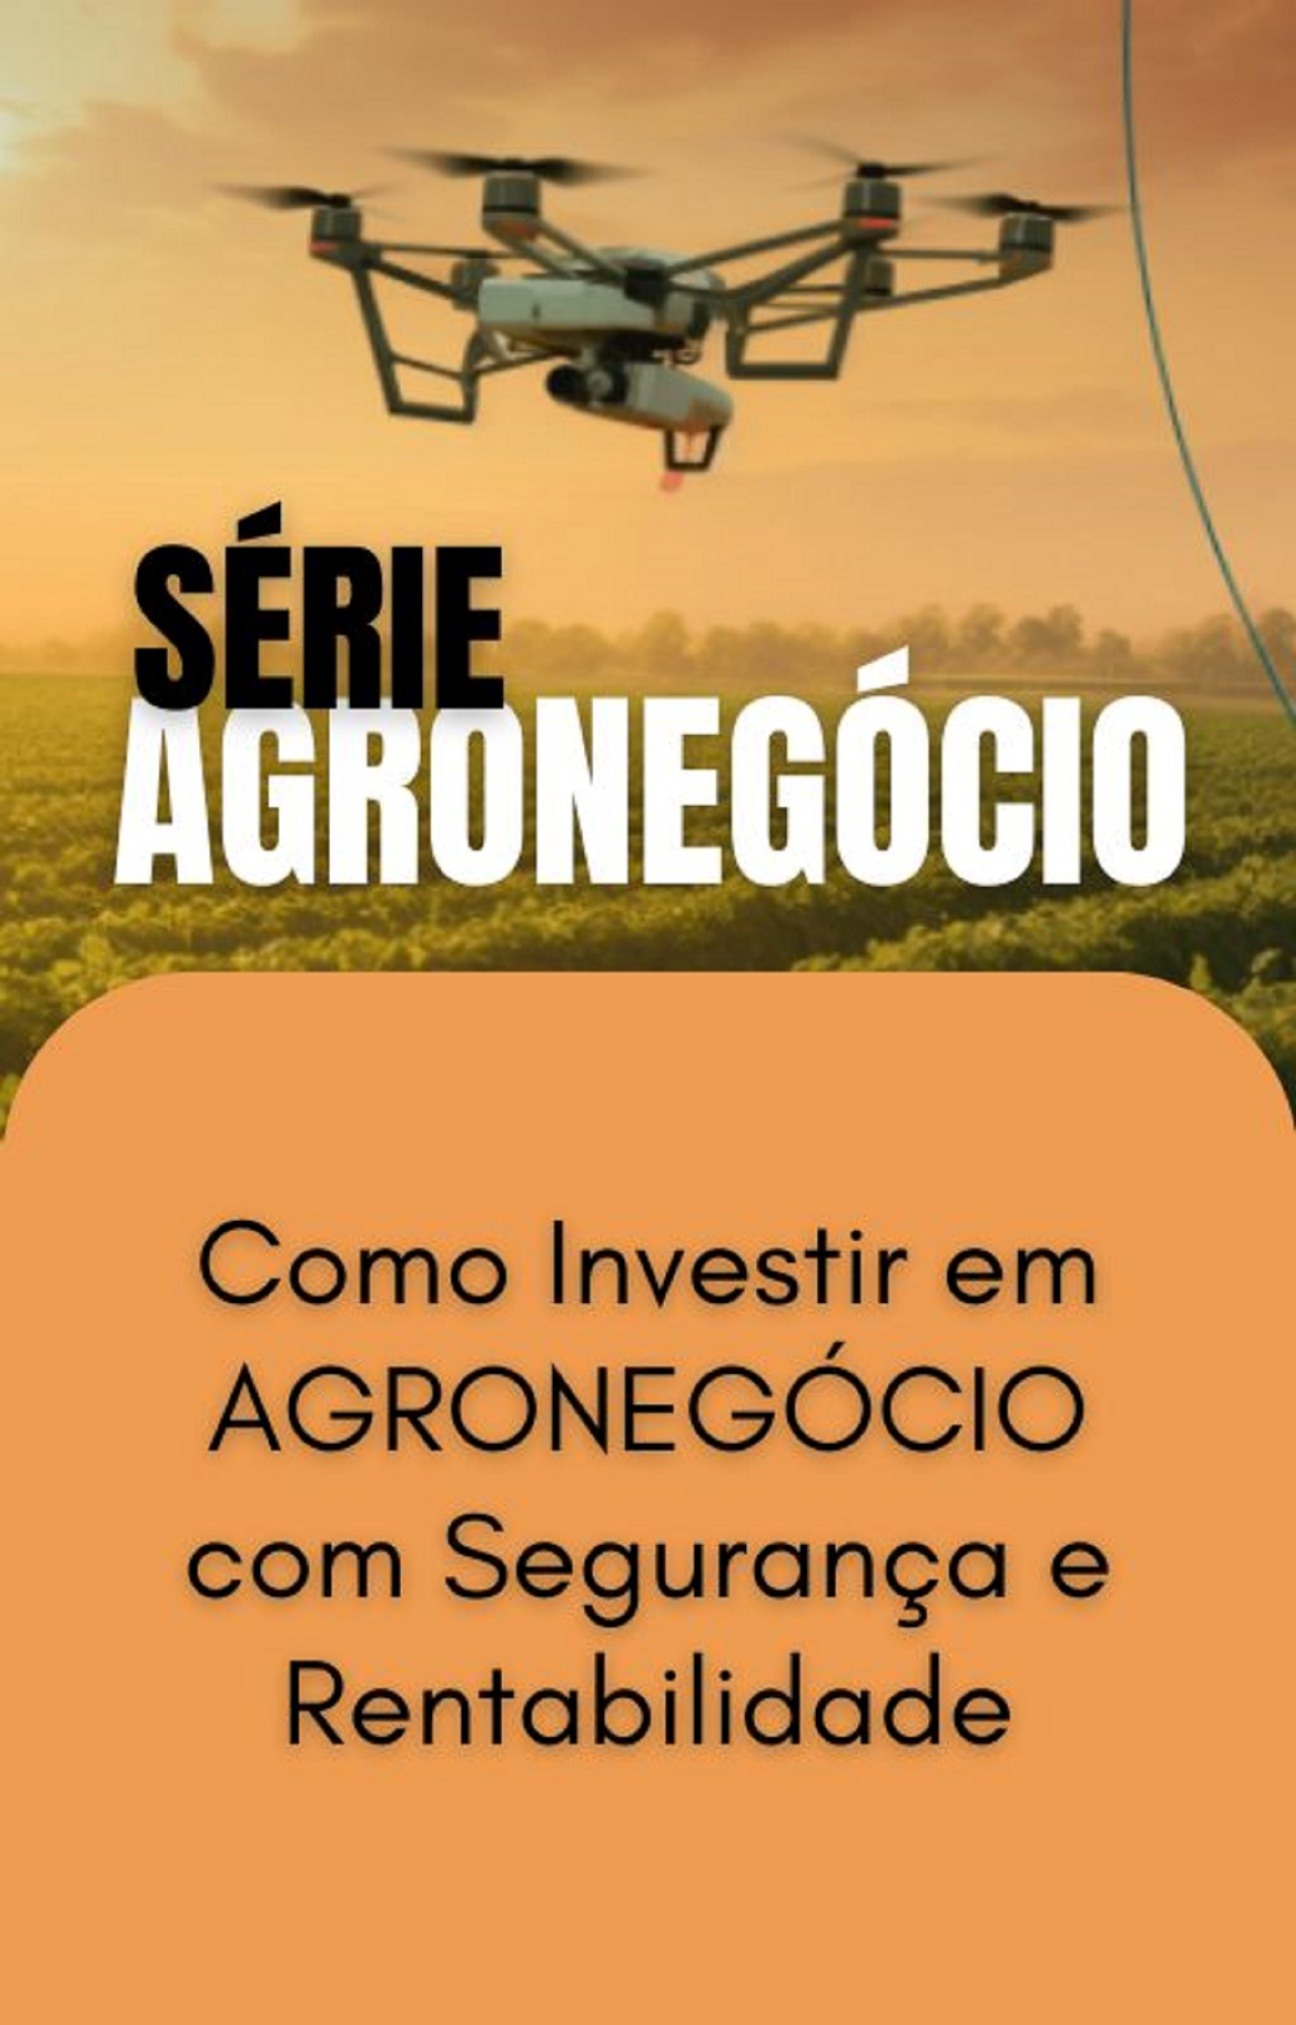 SÉRIE
AGRONEGÓCIO
Como Investir em
AGRONEGÓCIO
com Segurança e
Rentabilidade